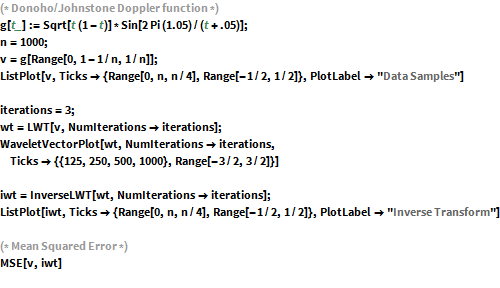 (* Donoho/Johnstone Doppler function *)
g[t_] := Sqrt[t (1 - t)] * Sin[2 Pi (1.05) / (t + .05)];
n = 1000;
v = g[Range[0, 1 - 1/n, 1/n]];
ListPlot[v, Ticks → {Range[0, n, n/4], Range[-1/2, 1/2]}, PlotLabel → "Data Samples"]
iterations = 3;
wt = LWT[v, NumIterations → iterations];
WaveletVectorPlot[wt, NumIterations → iterations,
Ticks → {{125, 250, 500, 1000}, Range[-3/2, 3/2]}]
iwt = InverseLWT[wt, NumIterations → iterations];
ListPlot[iwt, Ticks → {Range[0, n, n/4], Range[-1/2, 1/2]}, PlotLabel → "Inverse Transform"]
(* Mean Squared Error *)
MSE[v, iwt]